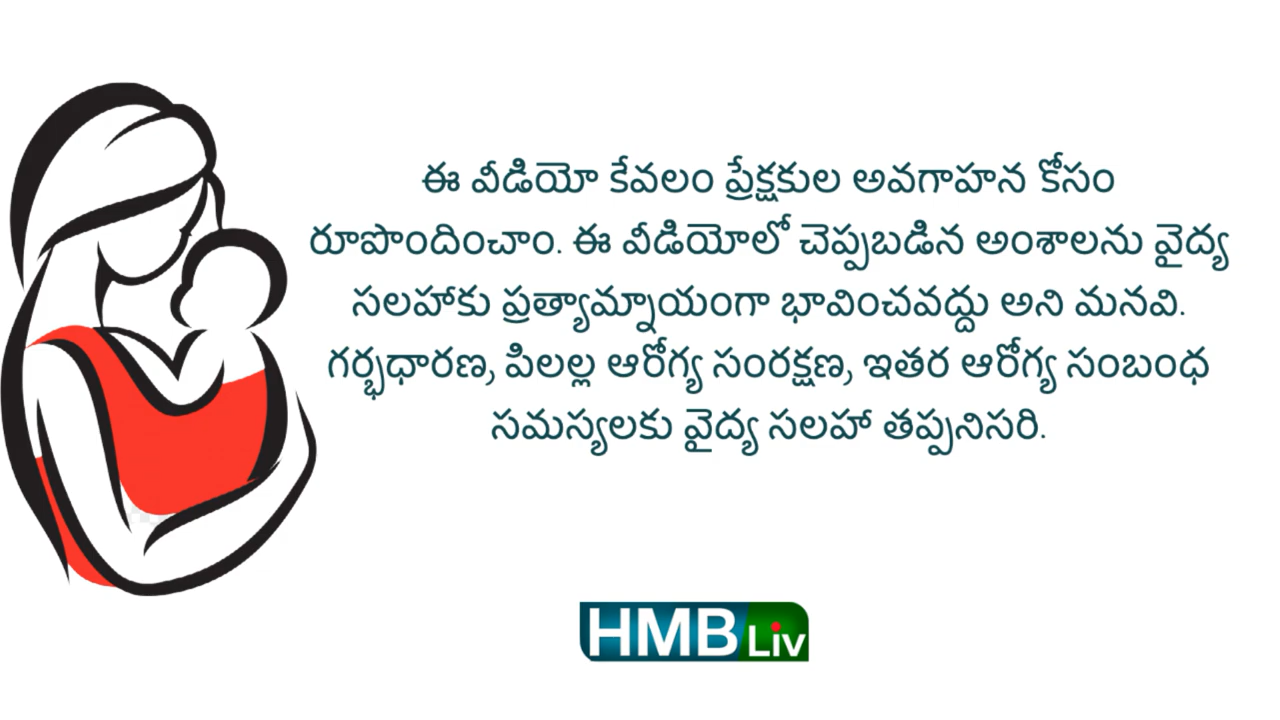 ఈ వీడియో కేవలం ప్రేక్షకుల అవగాహన కోసం
రూపొందించాం. ఈ వీడియోలో చెప్పబడిన అంశాలను వైద్య
సలహాకు ప్రత్యామ్నాయంగా భావించవద్దు అని మనవి.
గర్భధారణ, పిలల్ల ఆరోగ్య సంరక్షణ, ఇతర ఆరోగ్య సంబంధ
సమస్యలకు వైద్య సలహా తప్పనిసరి.
HMB Liv